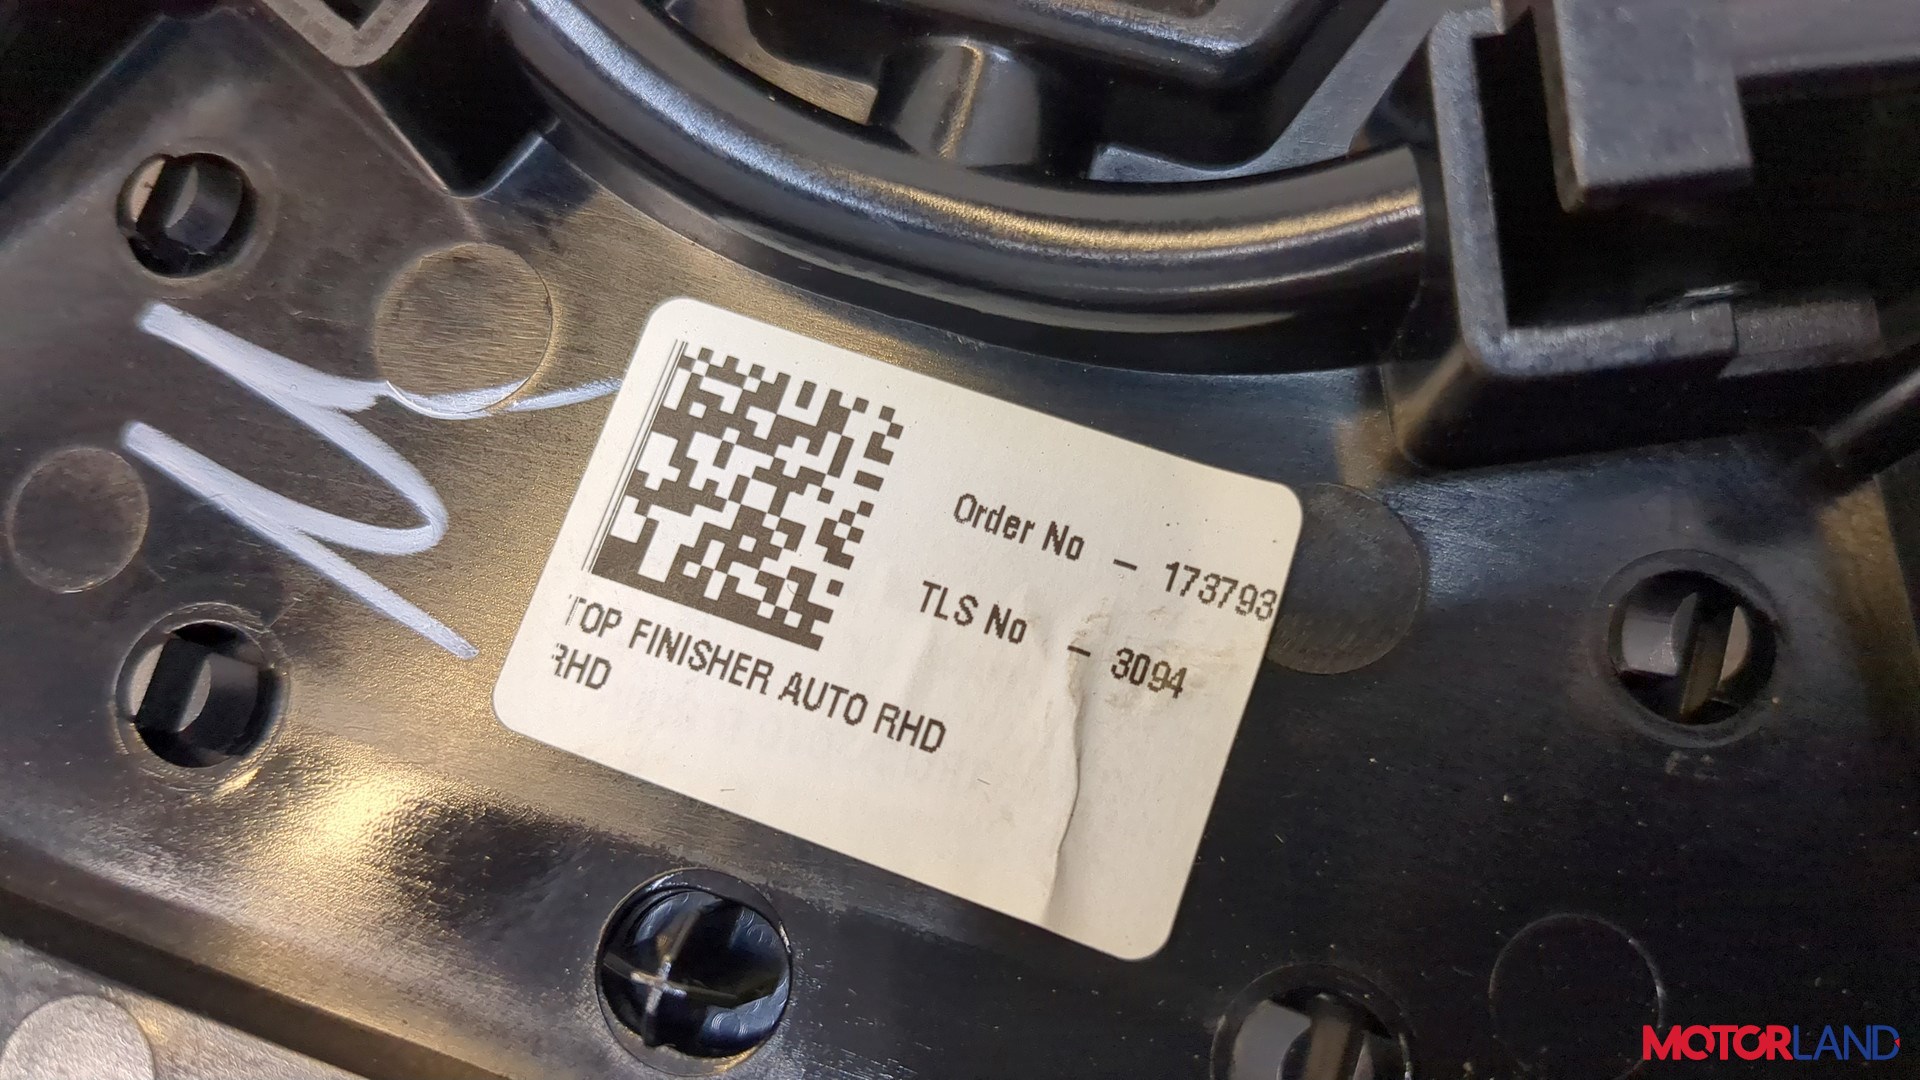 Order No - 173793
TLS No - 3094
TOP FINISHER AUTO RHD
RHD
MOTORLAND